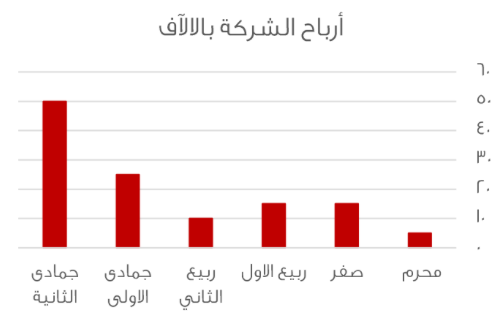 أرباح الشركة بالالآف
٦٠
٥٠
٤٠
٣٠
٢٠
١٠
٠
محرم
صفر
ربيع الاول
ربيع
الثاني
جمادى
الاولى
جمادى
الثانية